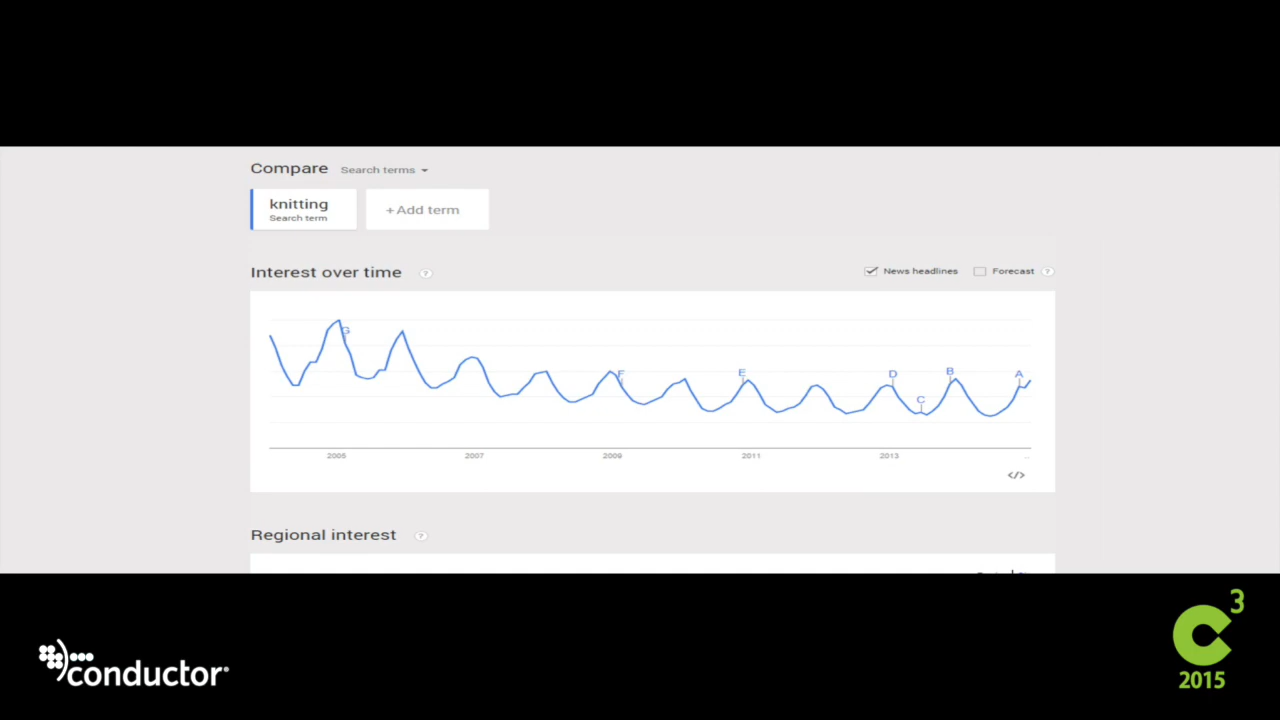 Compare Search terms
knitting
Search term
+Add term
Interest over time ?
News headlines Forecast ?
G
F
E
D
C
B
A
2005 2007 2009 2011 2013 ...
</>
Regional interest ?
conductor
C3
2015